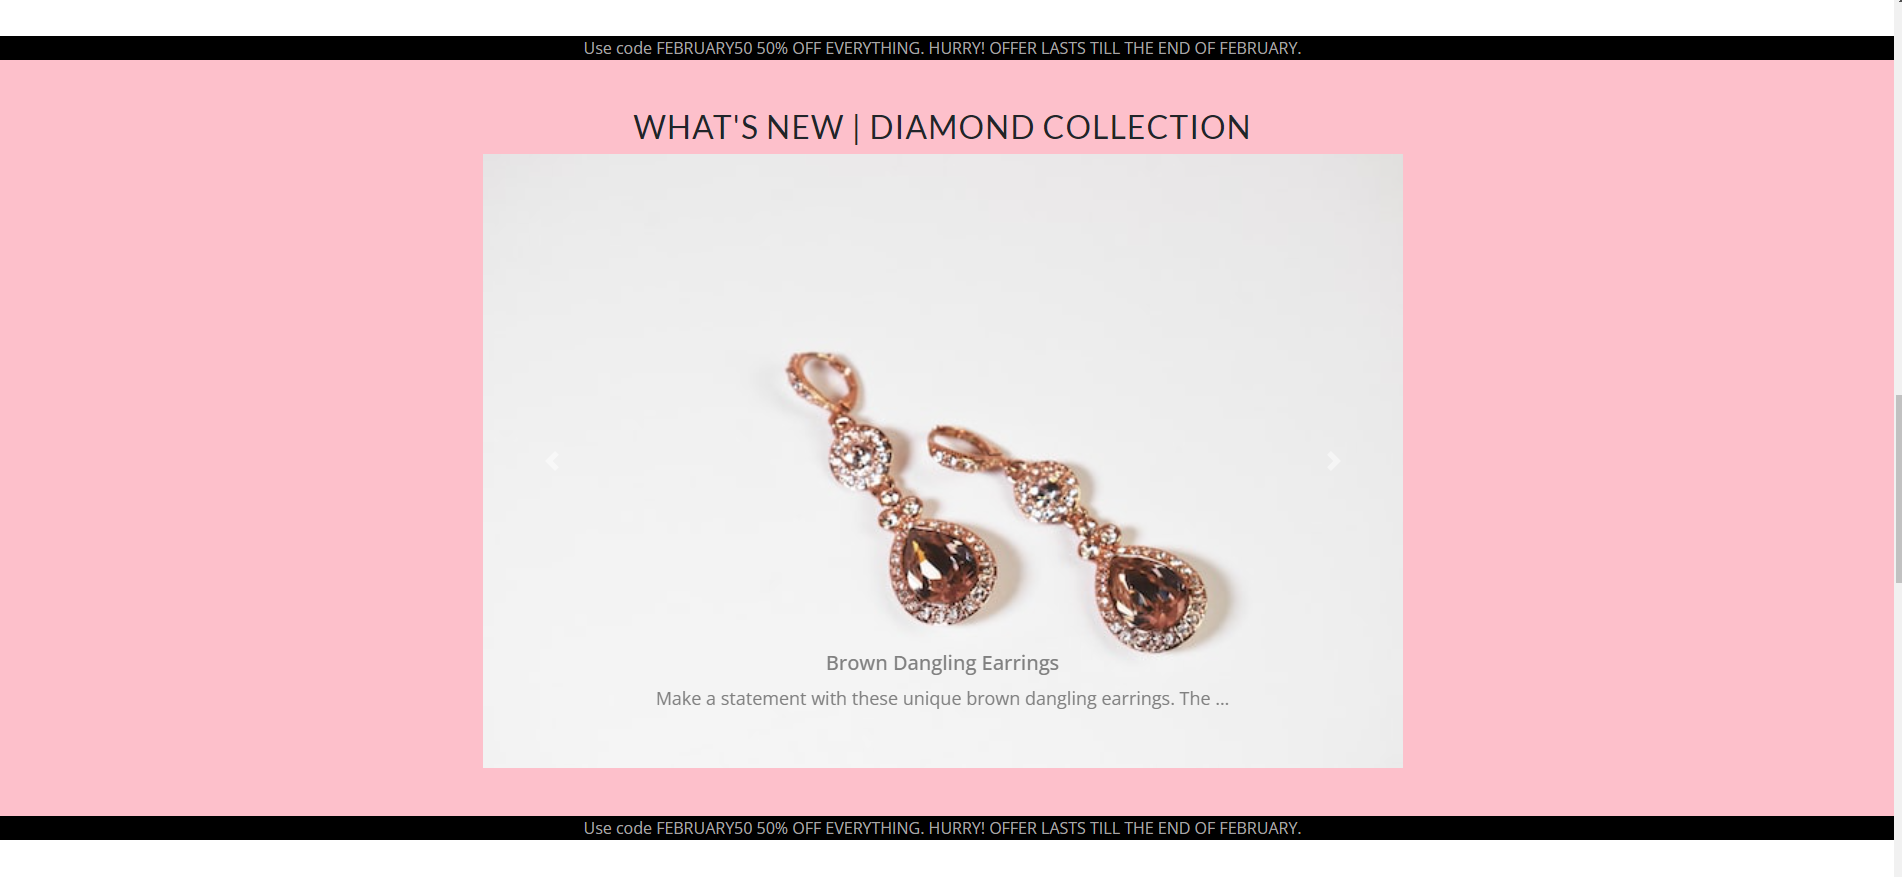 Use code FEBRUARY50 50% OFF EVERYTHING. HURRY! OFFER LASTS TILL THE END OF FEBRUARY.
WHAT'S NEW | DIAMOND COLLECTION
Brown Dangling Earrings
Make a statement with these unique brown dangling earrings. The ...
Use code FEBRUARY50 50% OFF EVERYTHING. HURRY! OFFER LASTS TILL THE END OF FEBRUARY.